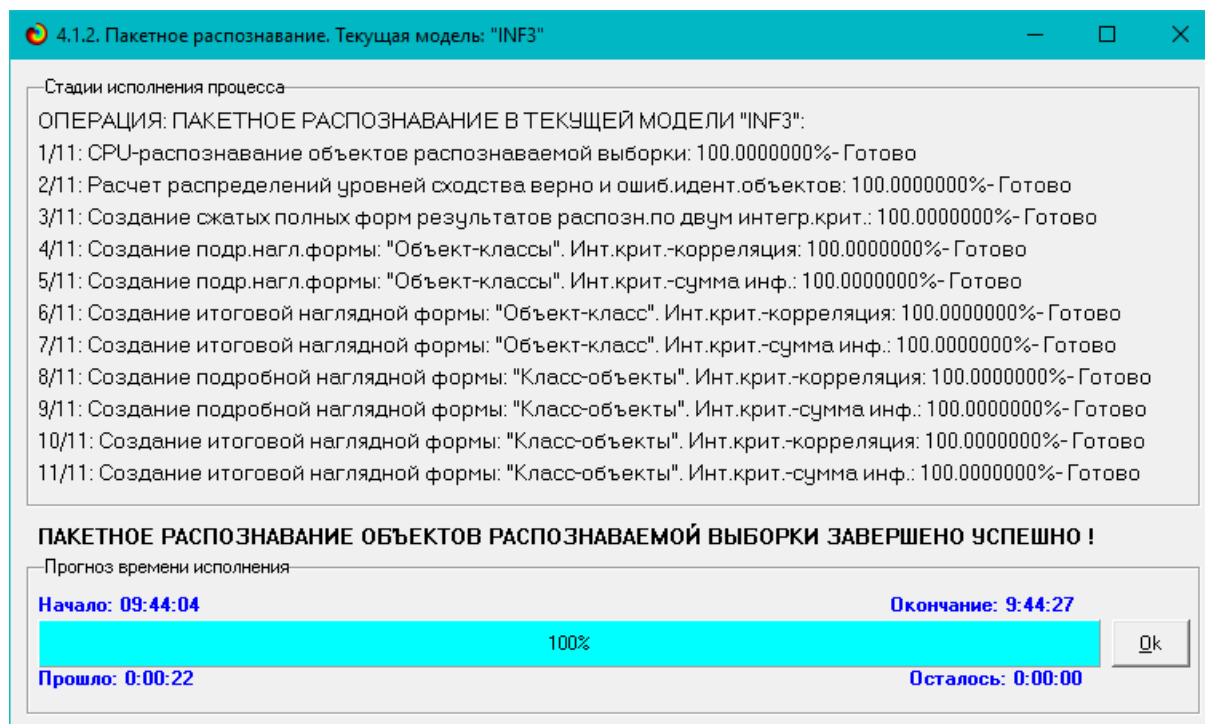 4.1.2. Пакетное распознавание. Текущая модель: "INF3"
Стадии исполнения процесса
ОПЕРАЦИЯ: ПАКЕТНОЕ РАСПОЗНАВАНИЕ В ТЕКУЩЕЙ МОДЕЛИ "INF3":
1/11: CPU-распознавание объектов распознаваемой выборки: 100.0000000%- Готово
2/11: Расчет распределений уровней сходства верно и ошиб.идент.объектов: 100.0000000%- Готово
3/11: Создание сжатых полных форм результатов распозн.по двум интегр.крит.: 100.0000000%- Готово
4/11: Создание подр.нагл.формы: "Объект-классы". Инт.крит.-корреляция: 100.0000000%- Готово
5/11: Создание подр.нагл.формы: "Объект-классы". Инт.крит.-сумма инф.: 100.0000000%- Готово
6/11: Создание итоговой наглядной формы: "Объект-класс". Инт.крит.-корреляция: 100.0000000%- Готово
7/11: Создание итоговой наглядной формы: "Объект-класс". Инт.крит.-сумма инф.: 100.0000000%- Готово
8/11: Создание подробной наглядной формы: "Класс-объекты". Инт.крит.-корреляция: 100.0000000%- Готово
9/11: Создание подробной наглядной формы: "Класс-объекты". Инт.крит.-сумма инф.: 100.0000000%- Готово
10/11: Создание итоговой наглядной формы: "Класс-объекты". Инт.крит.-корреляция: 100.0000000%- Готово
11/11: Создание итоговой наглядной формы: "Класс-объекты". Инт.крит.-сумма инф.: 100.0000000%- Готово
ПАКЕТНОЕ РАСПОЗНАВАНИЕ ОБЪЕКТОВ РАСПОЗНАВАЕМОЙ ВЫБОРКИ ЗАВЕРШЕНО УСПЕШНО !
Прогноз времени исполнения
Начало: 09:44:04 Окончание: 9:44:27
100% Ok
Прошло: 0:00:22 Осталось: 0:00:00